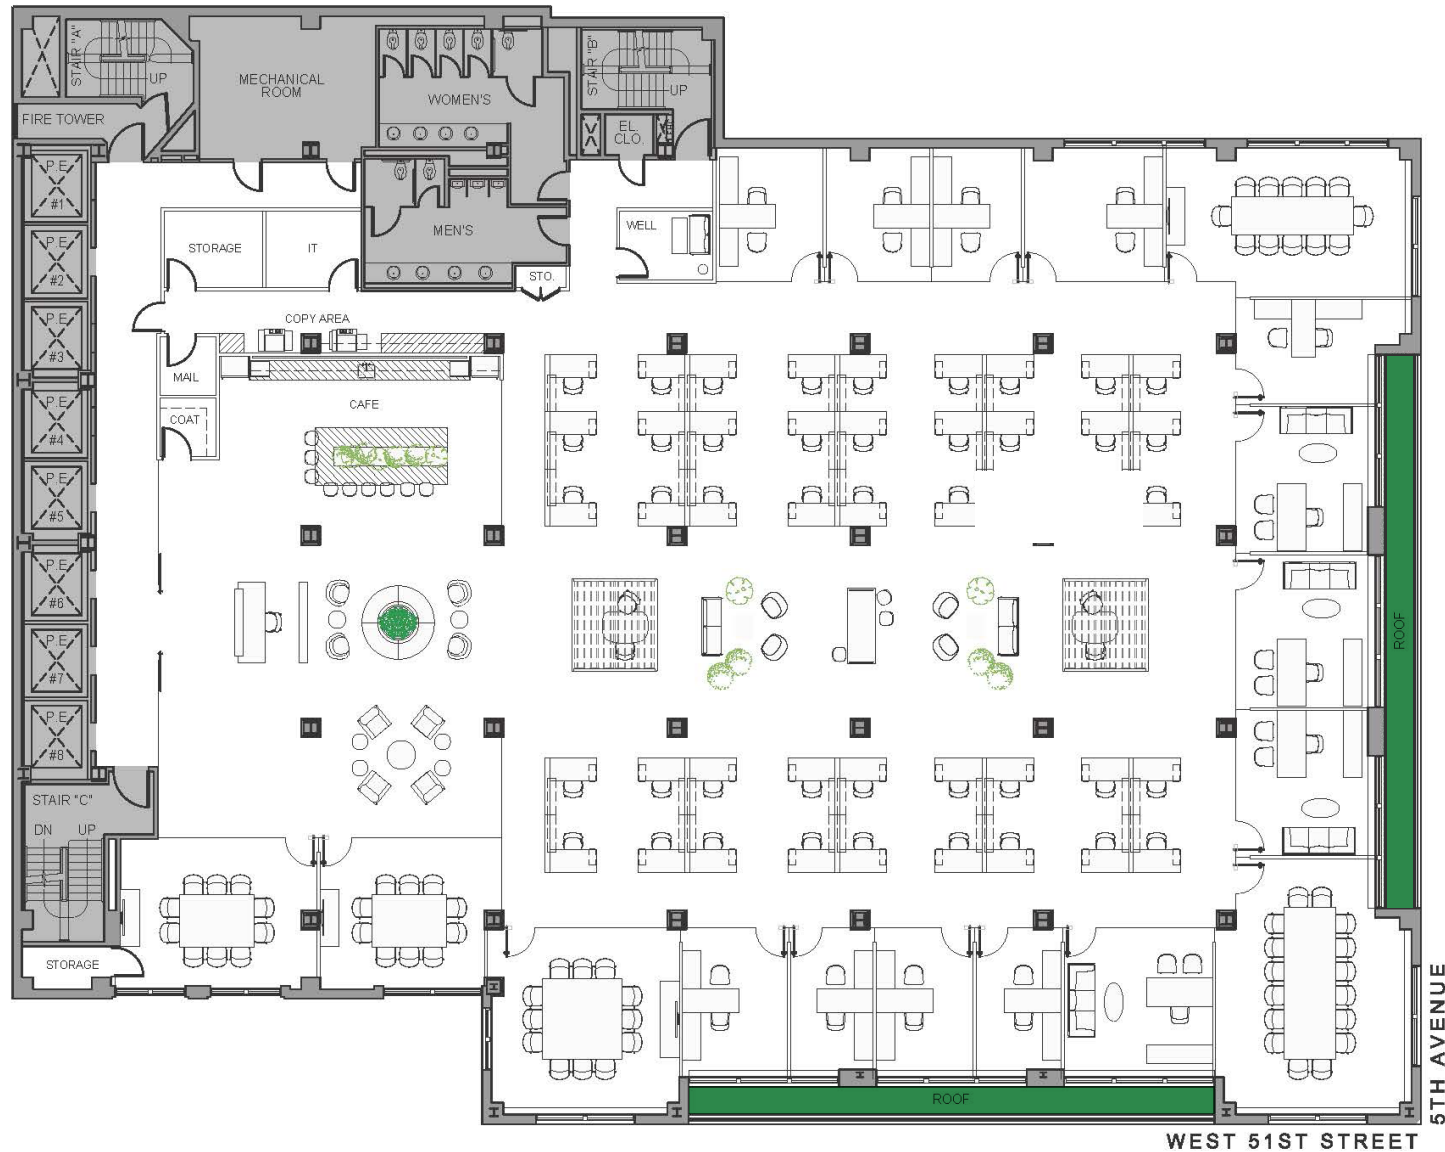 STAIR "A"
UP
MECHANICAL
ROOM
WOMEN'S
STAIR "B"
UP
FIRE TOWER
EL.
CLO.
P.E.
#1
MEN'S
WELL
STORAGE
IT
P.E.
#2
STO.
COPY AREA
P.E.
#3
MAIL
CAFE
COAT
P.E.
#4
P.E.
#5
P.E.
#6
ROOF
P.E.
#7
P.E.
#8
STAIR "C"
DN
UP
STORAGE
ROOF
5TH AVENUE
WEST 51ST STREET